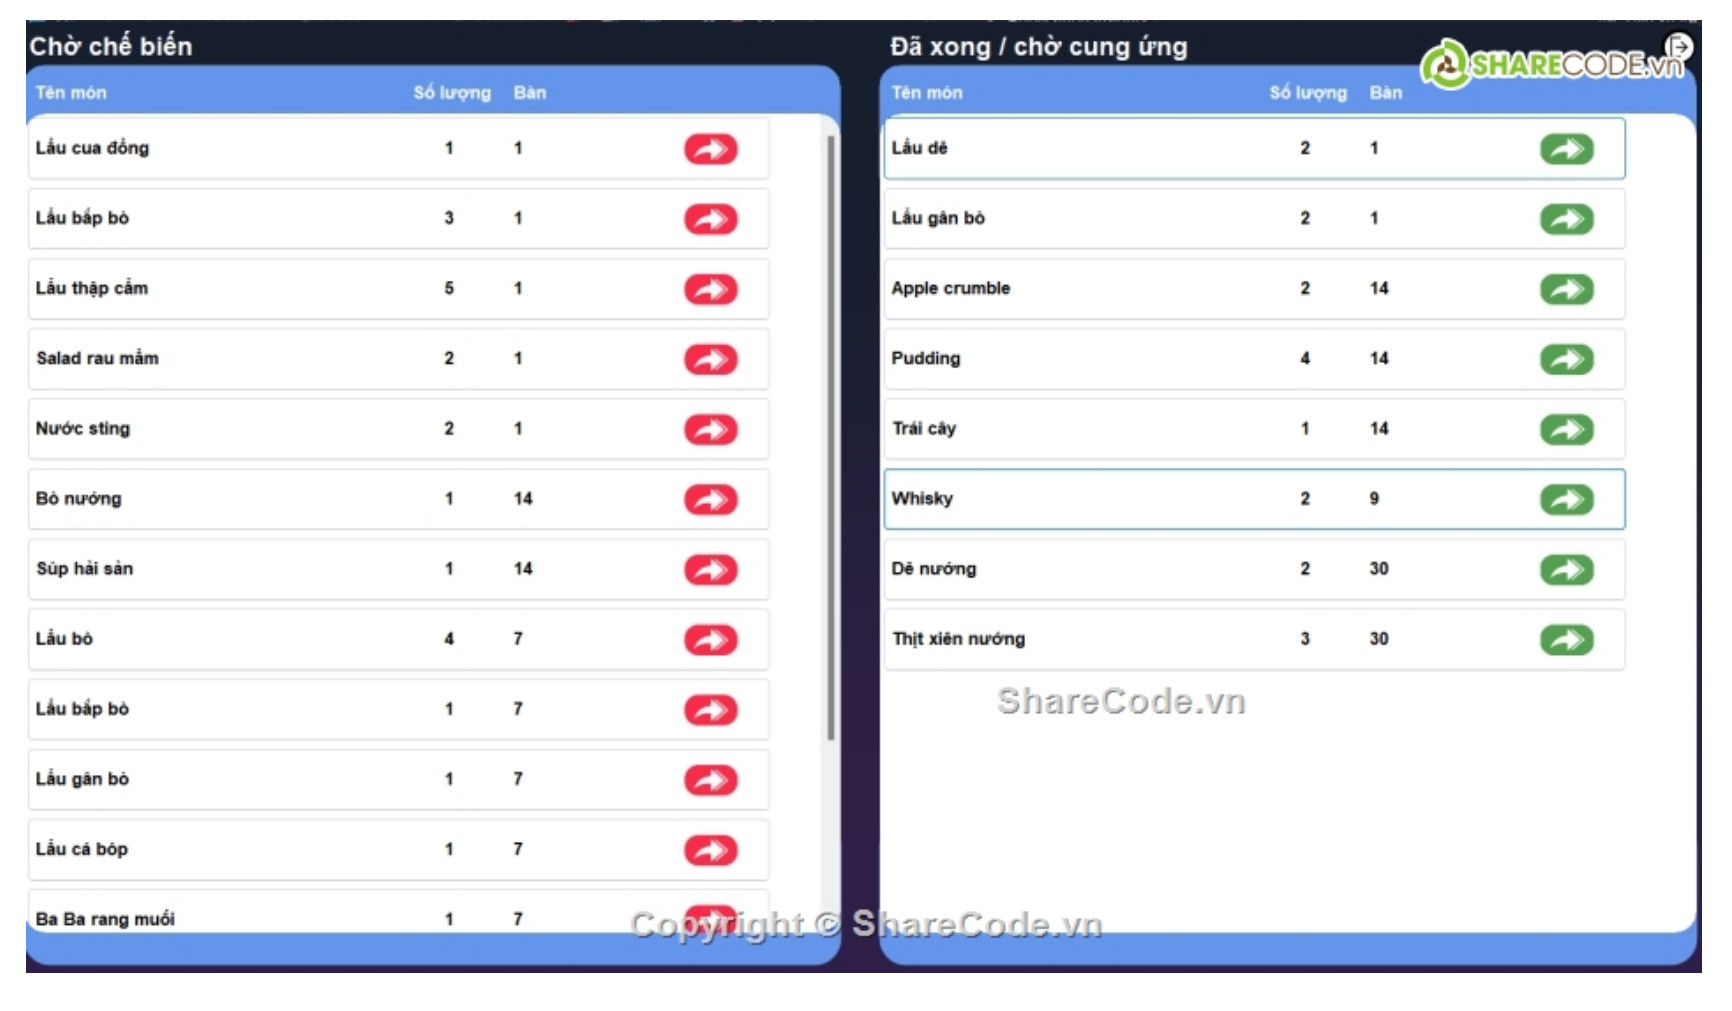 Chờ chế biến
Tên món Số lượng Bàn
Lẩu cua đồng 1 1
Lẩu bắp bò 3 1
Lẩu thập cẩm 5 1
Salad rau mầm 2 1
Nước sting 2 1
Bò nướng 1 14
Súp hải sản 1 14
Lẩu bò 4 7
Lẩu bắp bò 1 7
Lẩu gân bò 1 7
Lẩu cá bóp 1 7
Ba Ba rang muối 1 7
Đã xong / chờ cung ứng
SHARECODE.vn
Tên món Số lượng Bàn
Lẩu dê 2 1
Lẩu gân bò 2 1
Apple crumble 2 14
Pudding 4 14
Trái cây 1 14
Whisky 2 9
Dê nướng 2 30
Thịt xiên nướng 3 30
ShareCode.vn
Copyright © ShareCode.vn